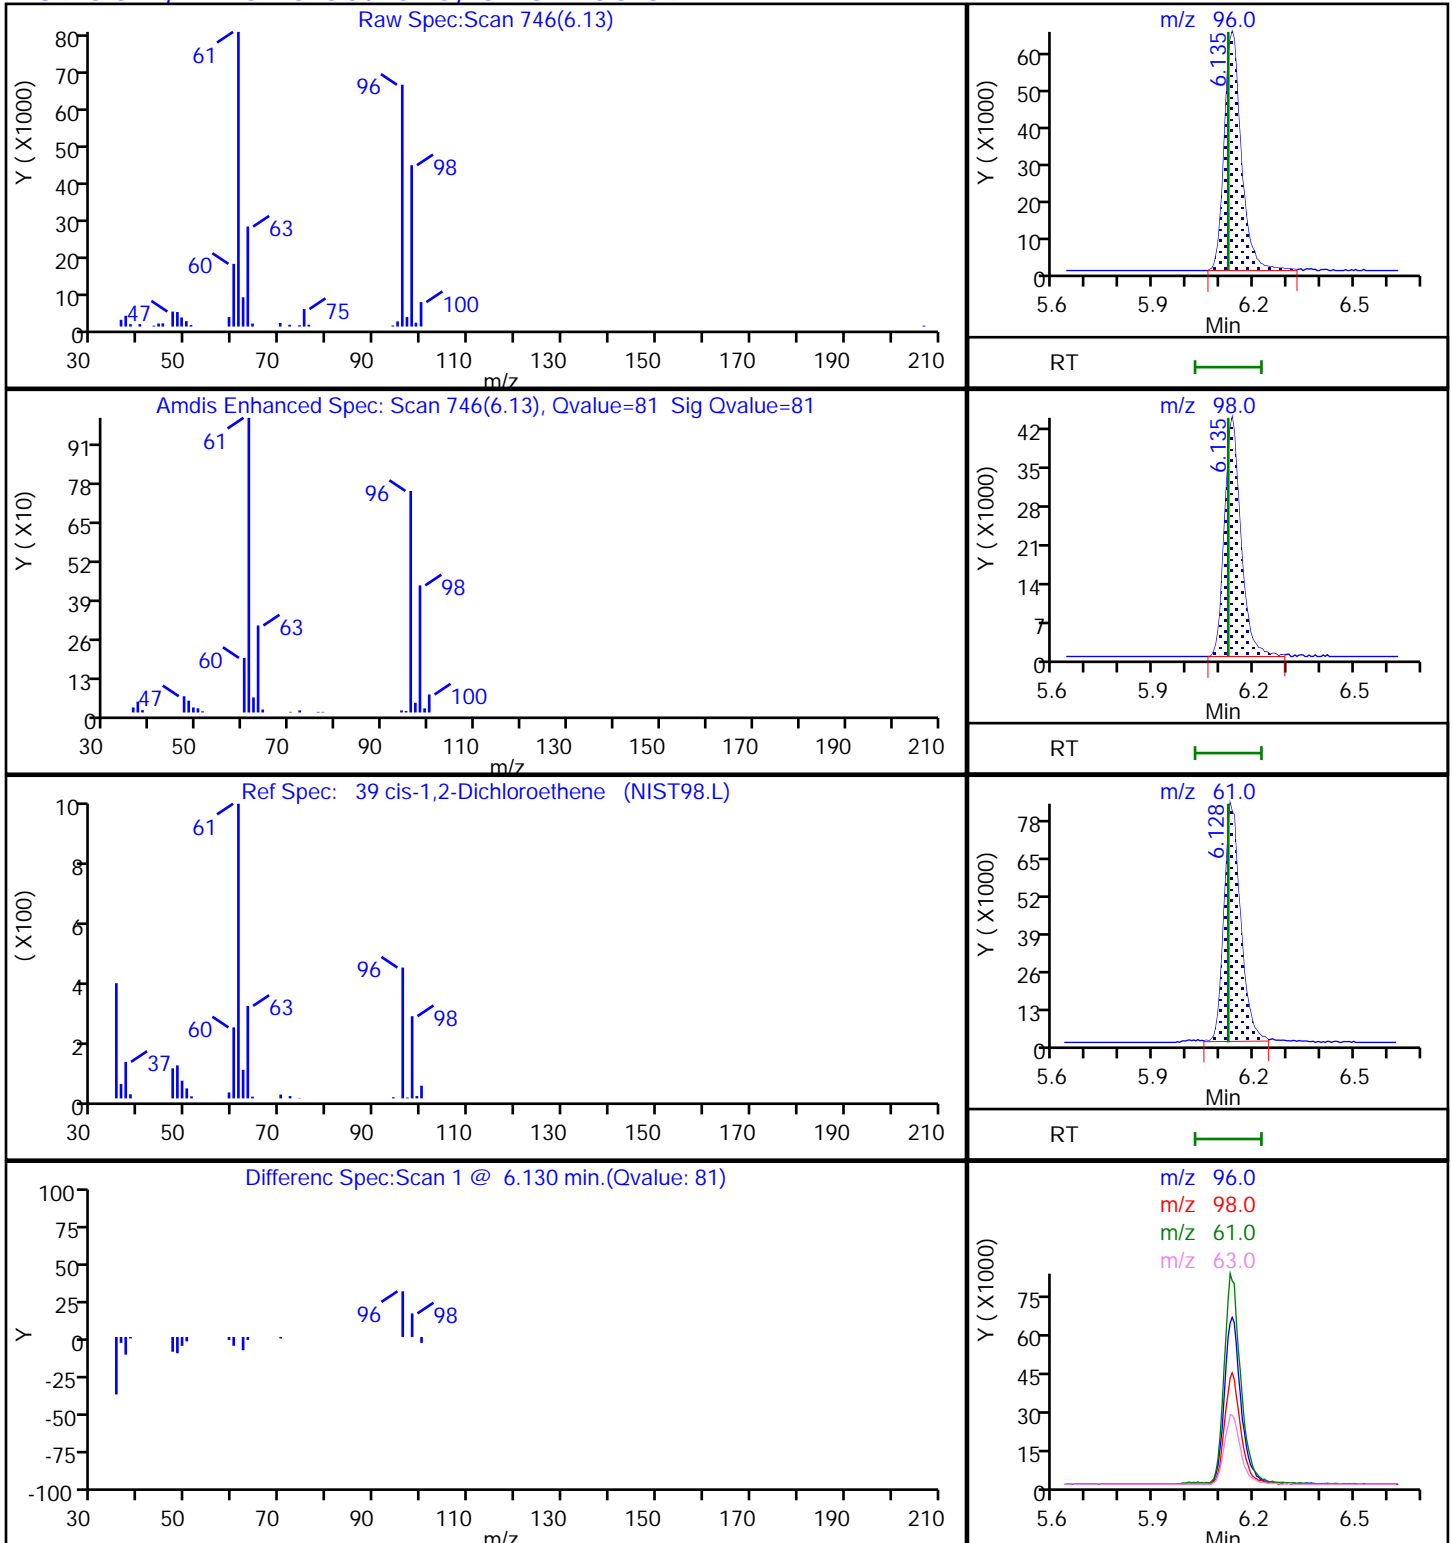 Raw Spec:Scan 746(6.13)
Y ( X1000)
80
70
60
50
40
30
20
10
0
61
96
98
63
60
47
75
100
30 50 70 90 110 130 150 170 190 210
m/z
m/z 96.0
Y ( X1000)
60
50
40
30
20
10
0
6.135
5.6 5.9 6.2 6.5
Min
RT
Amdis Enhanced Spec: Scan 746(6.13), Qvalue=81 Sig Qvalue=81
Y ( X10)
91
78
65
52
39
26
13
0
61
96
98
63
60
47
100
30 50 70 90 110 130 150 170 190 210
m/z
m/z 98.0
Y ( X1000)
42
35
28
21
14
7
0
6.135
5.6 5.9 6.2 6.5
Min
RT
Ref Spec: 39 cis-1,2-Dichloroethene (NIST98.L)
( X100)
10
8
6
4
2
0
61
96
98
63
60
37
30 50 70 90 110 130 150 170 190 210
m/z 61.0
Y ( X1000)
78
65
52
39
26
13
0
6.128
5.6 5.9 6.2 6.5
Min
RT
Differenc Spec:Scan 1 @ 6.130 min.(Qvalue: 81)
Y
100
75
50
25
0
-25
-50
-75
-100
96
98
30 50 70 90 110 130 150 170 190 210
m/z
m/z 96.0
m/z 98.0
m/z 61.0
m/z 63.0
Y ( X1000)
75
60
45
30
15
0
5.6 5.9 6.2 6.5
Min